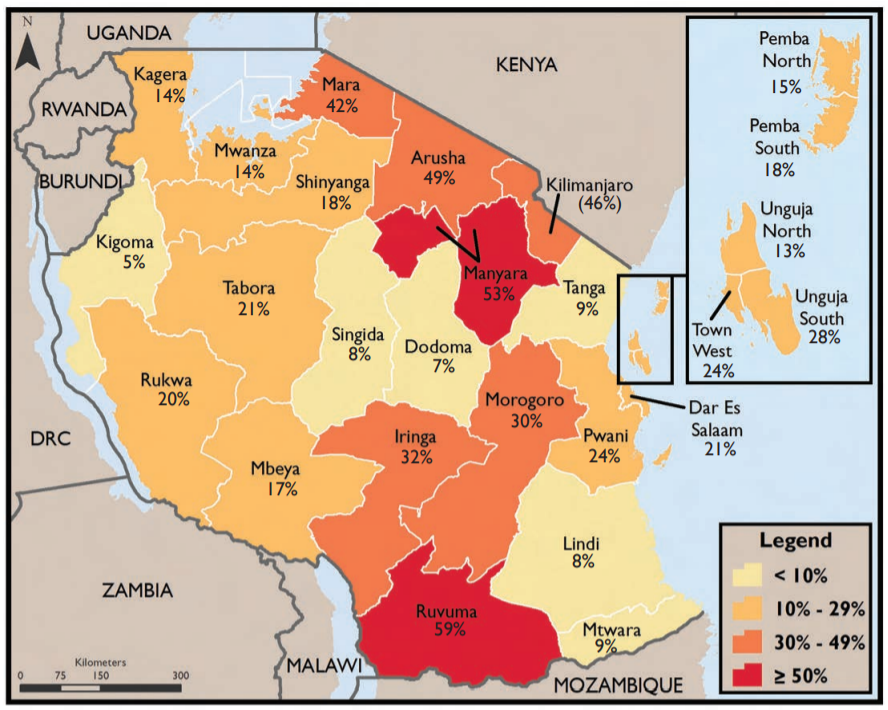 N
UGANDA
KENYA
RWANDA
BURUNDI
DRC
ZAMBIA
MALAWI
MOZAMBIQUE
Kagera
14%
Mara
42%
Mwanza
14%
Shinyanga
18%
Arusha
49%
Kilimanjaro
(46%)
Kigoma
5%
Tabora
21%
Manyara
53%
Tanga
9%
Singida
8%
Dodoma
7%
Rukwa
20%
Morogoro
30%
Dar Es
Salaam
21%
Iringa
32%
Pwani
24%
Mbeya
17%
Lindi
8%
Ruvuma
59%
Mtwara
9%
Pemba
North
15%
Pemba
South
18%
Unguja
North
13%
Unguja
South
28%
Town
West
24%
Legend
< 10%
10% - 29%
30% - 49%
≥ 50%
Kilometers
0 75 150 300